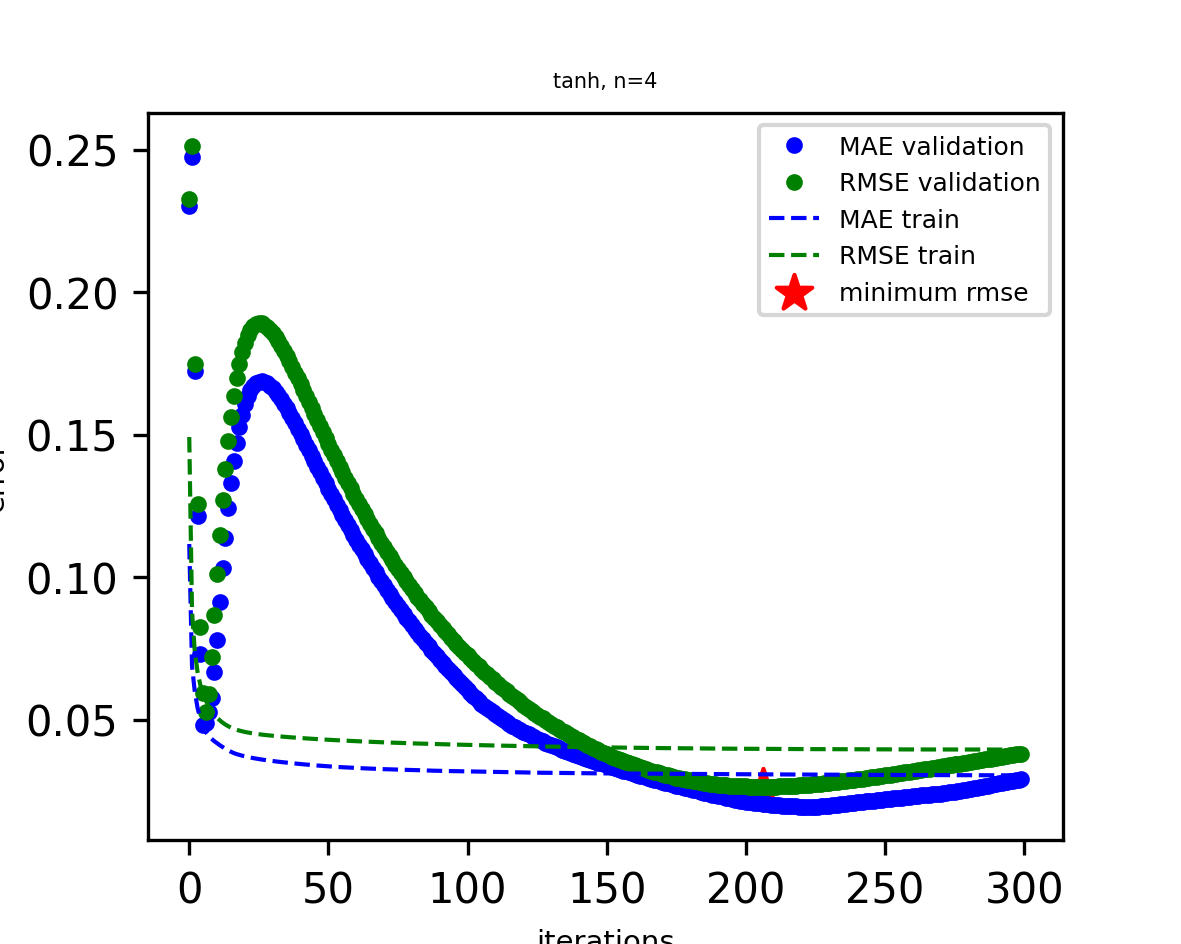 tanh, n=4
0.25
0.20
0.15
0.10
0.05
MAE validation
RMSE validation
MAE train
RMSE train
minimum rmse
0 50 100 150 200 250 300
iterations